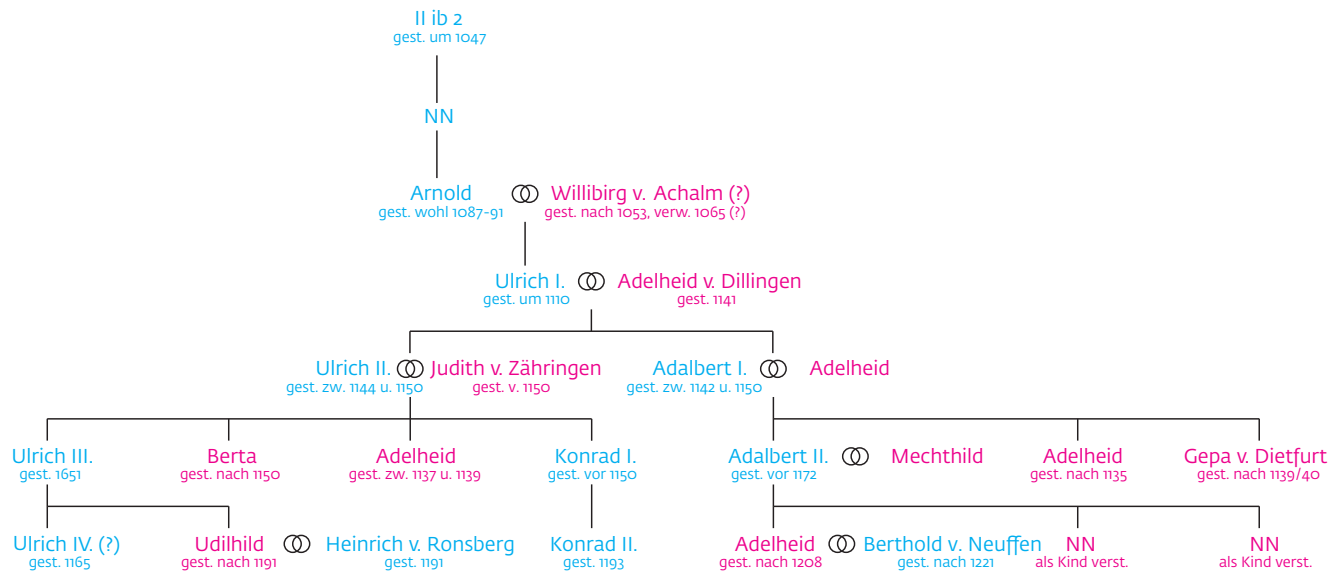 II ib 2
gest. um 1047
NN
Arnold
gest. wohl 1087-91
Willibirg v. Achalm (?)
gest. nach 1053, verw. 1065 (?)
Ulrich I.
gest. um 1110
Adelheid v. Dillingen
gest. 1141
Ulrich II.
gest. zw. 1144 u. 1150
Judith v. Zähringen
gest. v. 1150
Adalbert I.
gest. zw. 1142 u. 1150
Adelheid
Ulrich III.
gest. 1651
Berta
gest. nach 1150
Adelheid
gest. zw. 1137 u. 1139
Konrad I.
gest. vor 1150
Adalbert II.
gest. vor 1172
Mechthild
Adelheid
gest. nach 1135
Gepa v. Dietfurt
gest. nach 1139/40
Ulrich IV. (?)
gest. 1165
Udilhild
gest. nach 1191
Heinrich v. Ronsberg
gest. 1191
Konrad II.
gest. 1193
Adelheid
gest. nach 1208
Berthold v. Neuffen
gest. nach 1221
NN
als Kind verst.
NN
als Kind verst.